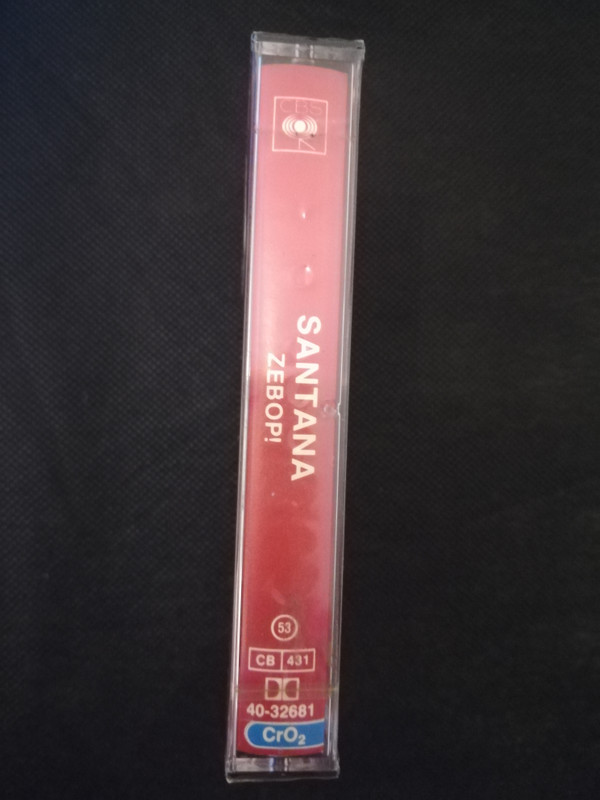 CBS
SANTANA
ZEBOP!
53
CB 431
40-32681
CrO₂